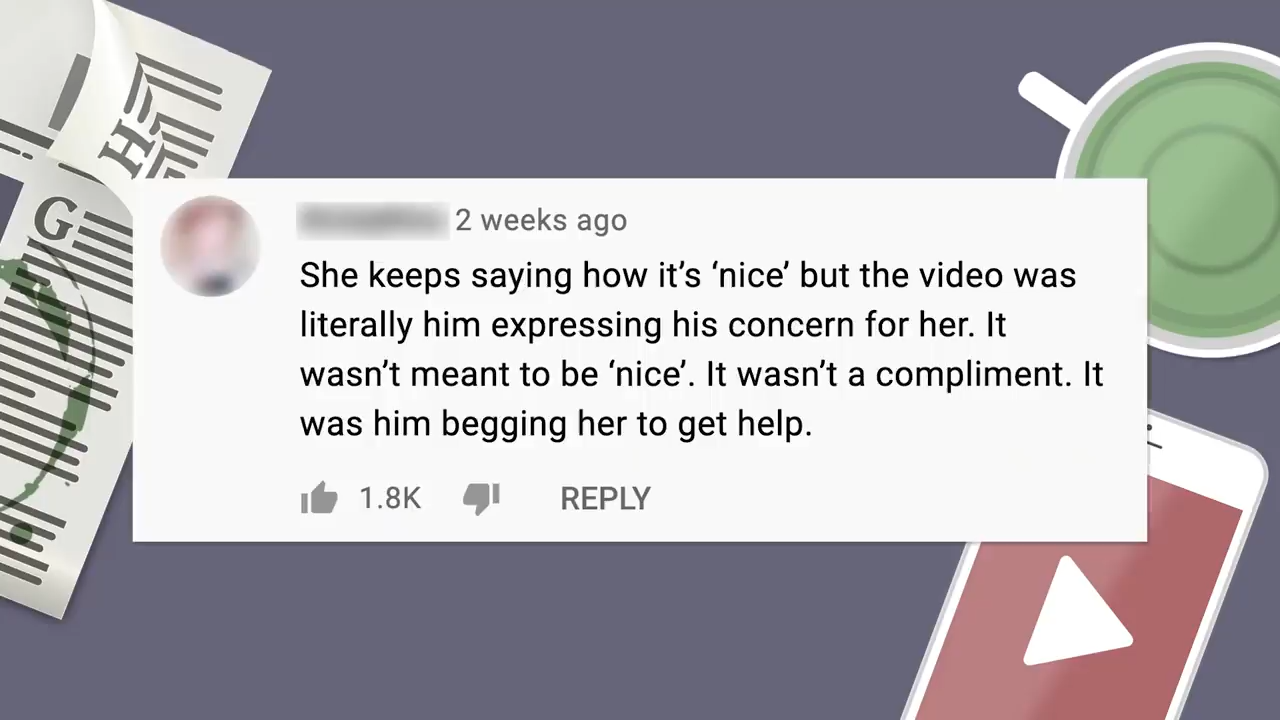 H
G
2 weeks ago
She keeps saying how it’s ‘nice’ but the video was
literally him expressing his concern for her. It
wasn’t meant to be ‘nice’. It wasn’t a compliment. It
was him begging her to get help.
1.8K
REPLY